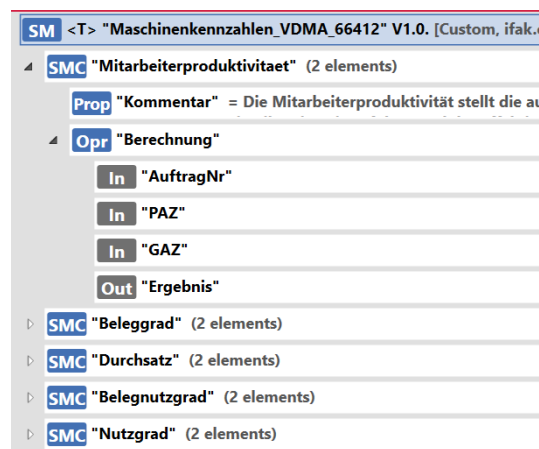 SM <T> "Maschinenkennzahlen_VDMA_66412" V1.0. [Custom, ifak.
SMC "Mitarbeiterproduktivitaet" (2 elements)
Prop "Kommentar" = Die Mitarbeiterproduktivität stellt die
Opr "Berechnung"
In "AuftragNr"
In "PAZ"
In "GAZ"
Out "Ergebnis"
SMC "Beleggrad" (2 elements)
SMC "Durchsatz" (2 elements)
SMC "Belegnutzgrad" (2 elements)
SMC "Nutzgrad" (2 elements)